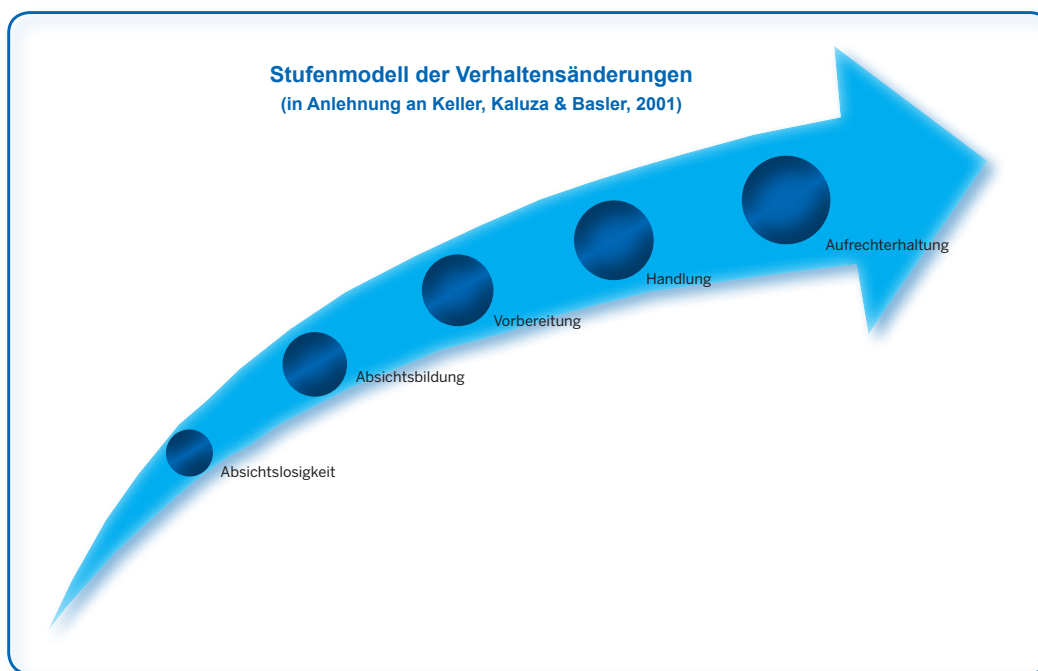 Stufenmodell der Verhaltensänderungen
(in Anlehnung an Keller, Kaluza & Basler, 2001)
Aufrechterhaltung
Handlung
Vorbereitung
Absichtsbildung
Absichtslosigkeit